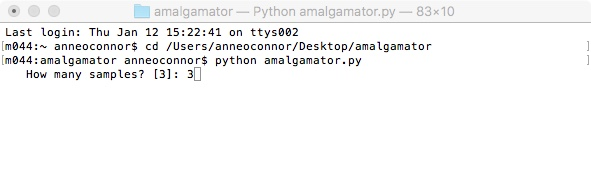 amalgamator — Python amalgamator.py — 83×10
Last login: Thu Jan 12 15:22:41 on ttys002
[m044:~ anneoconnor$ cd /Users/anneoconnor/Desktop/amalgamator ]
[m044:amalgamator anneoconnor$ python amalgamator.py ]
How many samples? [3]: 3